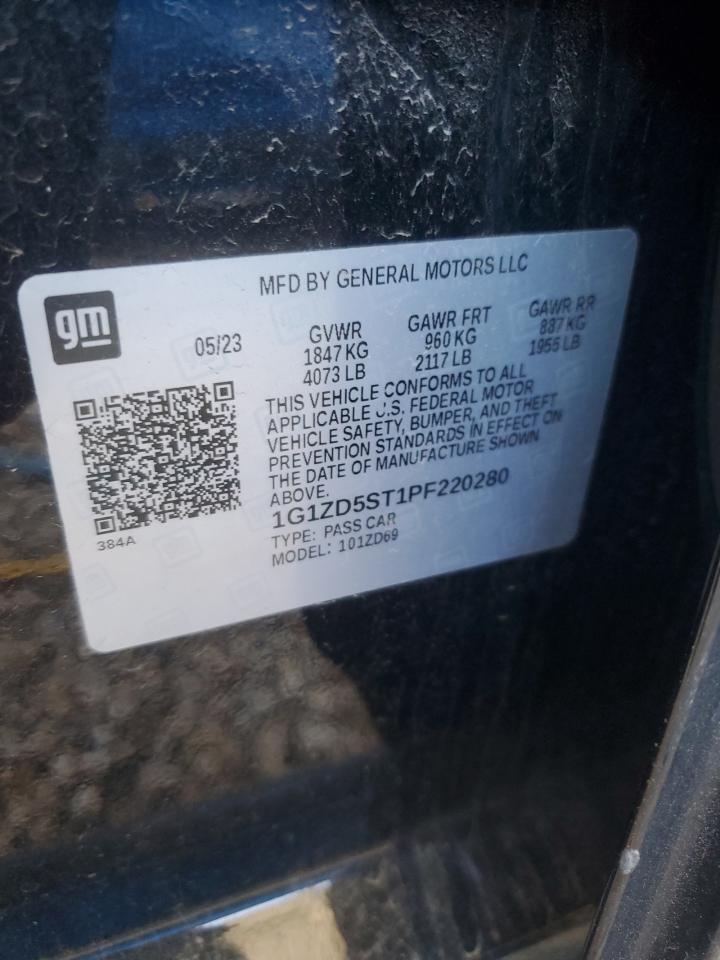 MFD BY GENERAL MOTORS LLC
gm
05/23
GVWR
1847 KG
4073 LB
GAWR FRT
960 KG
2117 LB
GAWR RR
887 KG
1955 LB
THIS VEHICLE CONFORMS TO ALL
APPLICABLE U.S. FEDERAL MOTOR
VEHICLE SAFETY, BUMPER, AND THEFT
PREVENTION STANDARDS IN EFFECT ON
THE DATE OF MANUFACTURE SHOWN
ABOVE.
1G1ZD5ST1PF220280
TYPE: PASS CAR
MODEL: 101ZD69
384A